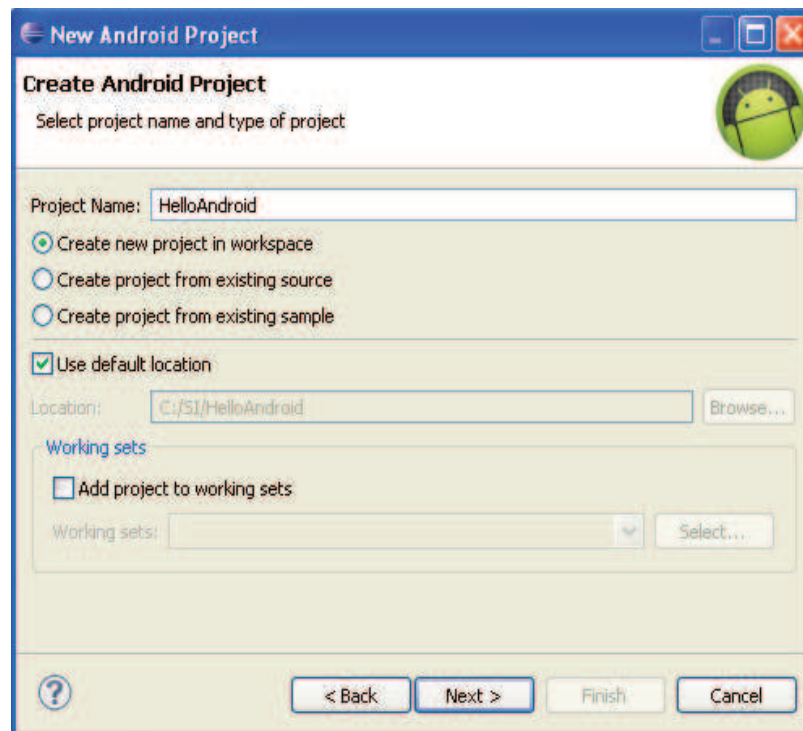 New Android Project
Create Android Project
Select project name and type of project
Project Name: HelloAndroid
Create new project in workspace
Create project from existing source
Create project from existing sample
Use default location
Location: C:/SI/HelloAndroid Browse...
Working sets
Add project to working sets
Working sets: Select...
? < Back Next > Finish Cancel